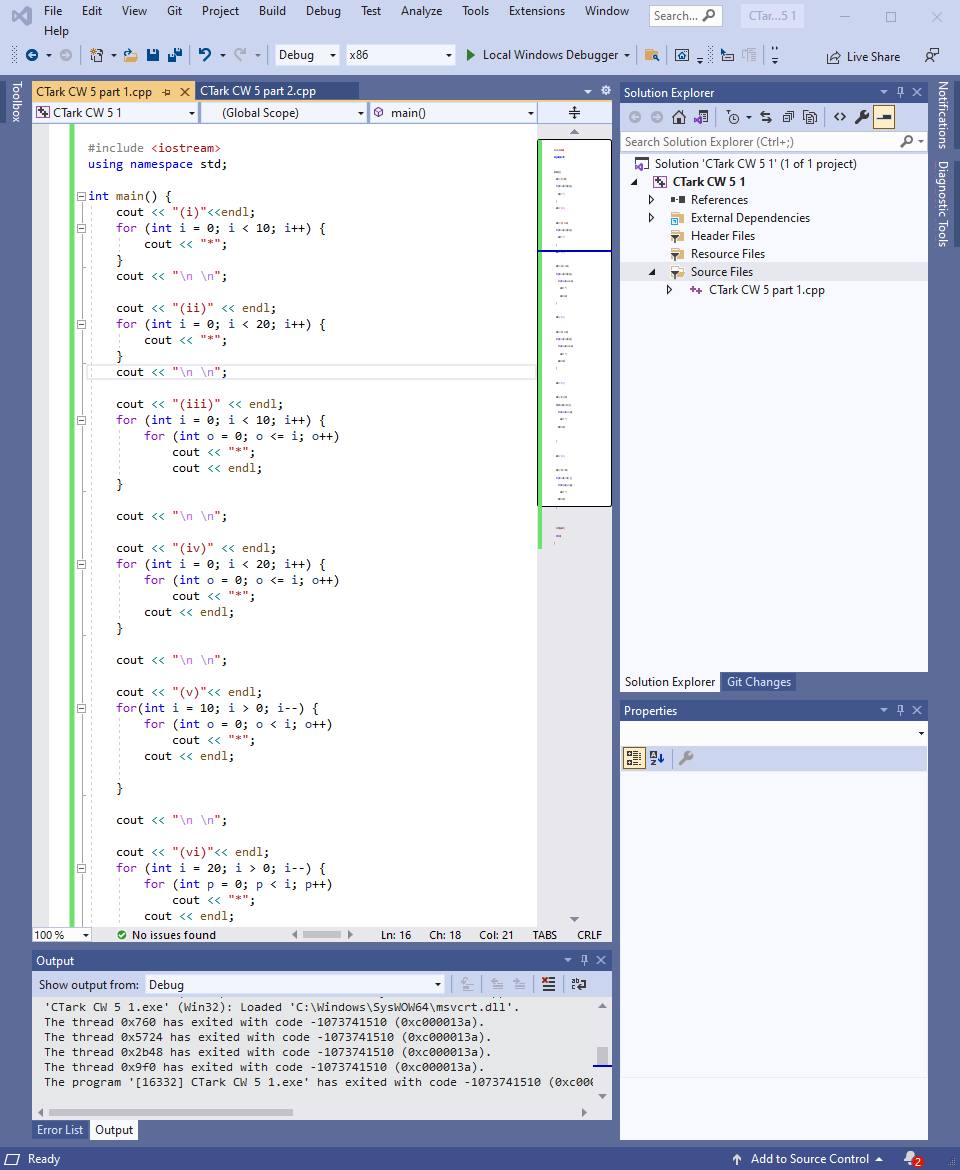 File Edit View Git Project Build Debug Test Analyze Tools Extensions Window Search... CTar...5 1
Help
Debug x86 Local Windows Debugger Live Share
Toolbox
CTark CW 5 part 1.cpp CTark CW 5 part 2.cpp
CTark CW 5 1 (Global Scope) main()
#include <iostream>
using namespace std;
int main() {
cout << "(i)"<<endl;
for (int i = 0; i < 10; i++) {
cout << "*";
}
cout << "\n \n";
cout << "(ii)" << endl;
for (int i = 0; i < 20; i++) {
cout << "*";
}
cout << "\n \n";
cout << "(iii)" << endl;
for (int i = 0; i < 10; i++) {
for (int o = 0; o <= i; o++)
cout << "*";
cout << endl;
}
cout << "\n \n";
cout << "(iv)" << endl;
for (int i = 0; i < 20; i++) {
for (int o = 0; o <= i; o++)
cout << "*";
cout << endl;
}
cout << "\n \n";
cout << "(v)"<< endl;
for(int i = 10; i > 0; i--) {
for (int o = 0; o < i; o++)
cout << "*";
cout << endl;
}
cout << "\n \n";
cout << "(vi)"<< endl;
for (int i = 20; i > 0; i--) {
for (int p = 0; p < i; p++)
cout << "*";
cout << endl;
100 % No issues found Ln: 16 Ch: 18 Col: 21 TABS CRLF
Output
Show output from: Debug
'CTark CW 5 1.exe' (Win32): Loaded 'C:\Windows\SysWOW64\msvcrt.dll'.
The thread 0x760 has exited with code -1073741510 (0xc000013a).
The thread 0x5724 has exited with code -1073741510 (0xc000013a).
The thread 0x2b48 has exited with code -1073741510 (0xc000013a).
The thread 0x9f0 has exited with code -1073741510 (0xc000013a).
The program '[16332] CTark CW 5 1.exe' has exited with code -1073741510 (0xc000
Error List Output
Solution Explorer
Search Solution Explorer (Ctrl+;)
Solution 'CTark CW 5 1' (1 of 1 project)
CTark CW 5 1
References
External Dependencies
Header Files
Resource Files
Source Files
CTark CW 5 part 1.cpp
Solution Explorer Git Changes
Properties
Notifications
Diagnostic Tools
Ready Add to Source Control 2